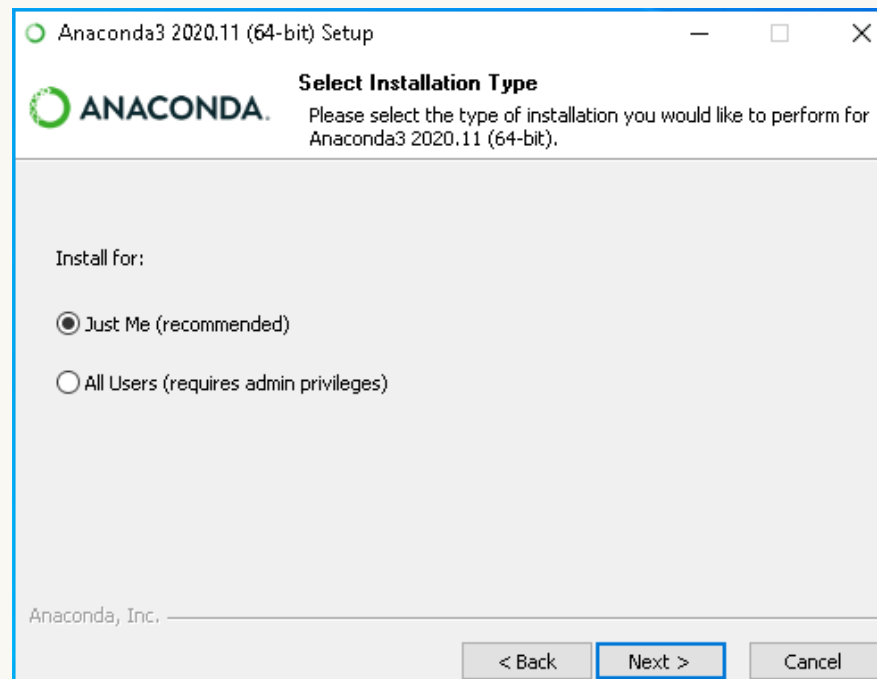 Anaconda3 2020.11 (64-bit) Setup
ANACONDA.
Select Installation Type
Please select the type of installation you would like to perform for
Anaconda3 2020.11 (64-bit).
Install for:
Just Me (recommended)
All Users (requires admin privileges)
Anaconda, Inc.
< Back
Next >
Cancel